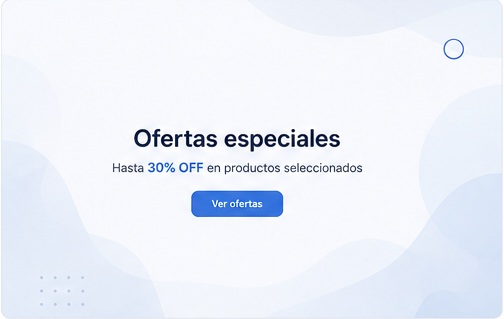 Ofertas especiales
Hasta 30% OFF en productos seleccionados
Ver ofertas